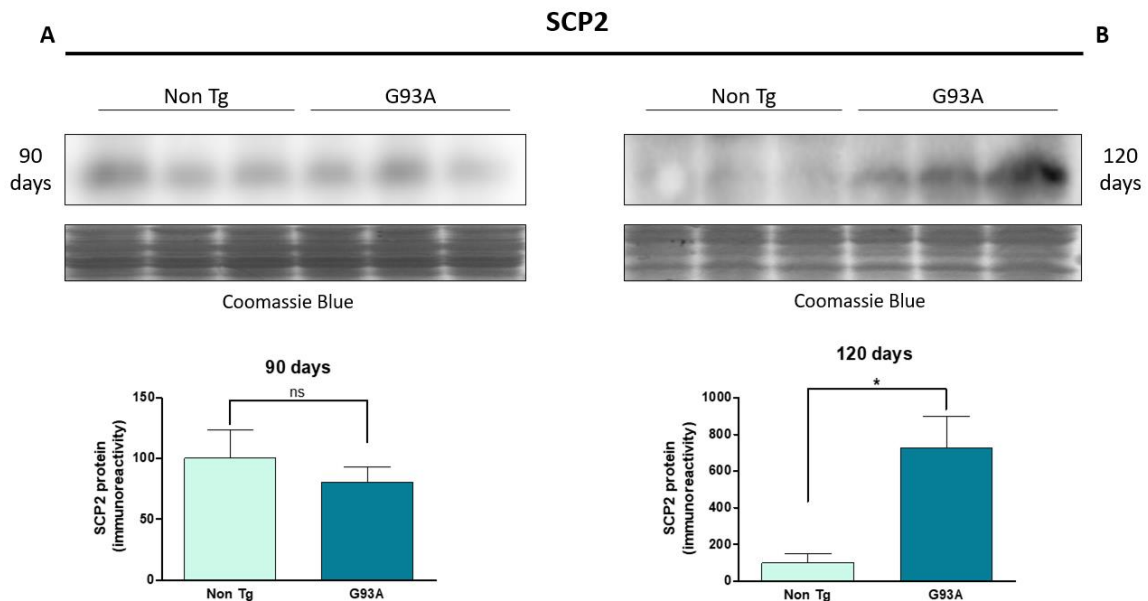 SCP2
A
B
Non Tg
G93A
90
days
Coomassie Blue
Non Tg
G93A
120
days
Coomassie Blue
90 days
ns
SCP2 protein
(immunoreactivity)
150
100
50
0
Non Tg
G93A
120 days
*
SCP2 protein
(immunoreactivity)
1000
800
600
400
200
0
Non Tg
G93A